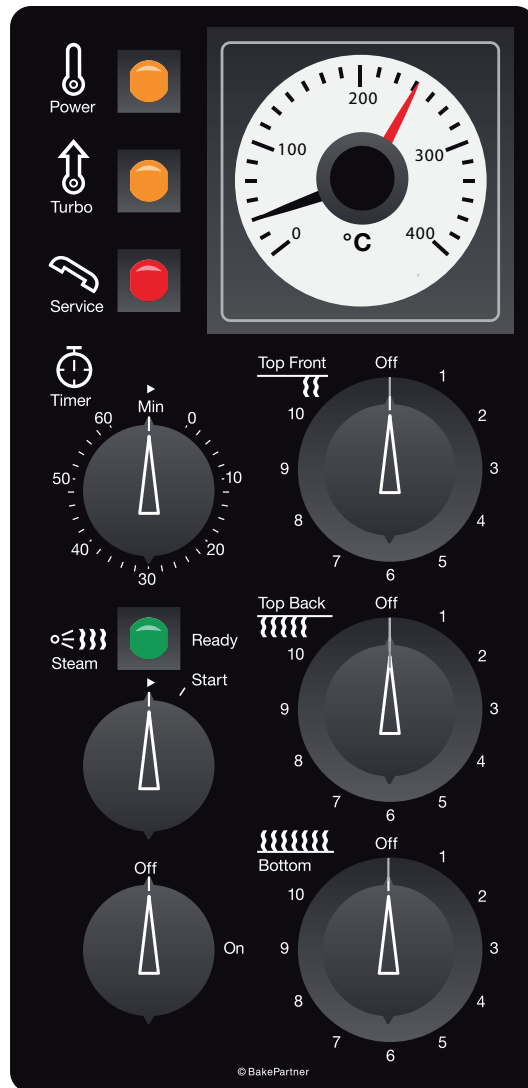 Power
Turbo
Service
0
100
200
300
400
°C
Timer
Min
0
10
20
30
40
50
60
Top Front
Off
1
2
3
4
5
6
7
8
9
10
Steam
Ready
Start
Top Back
Off
1
2
3
4
5
6
7
8
9
10
Off
On
Bottom
Off
1
2
3
4
5
6
7
8
9
10
© BakePartner